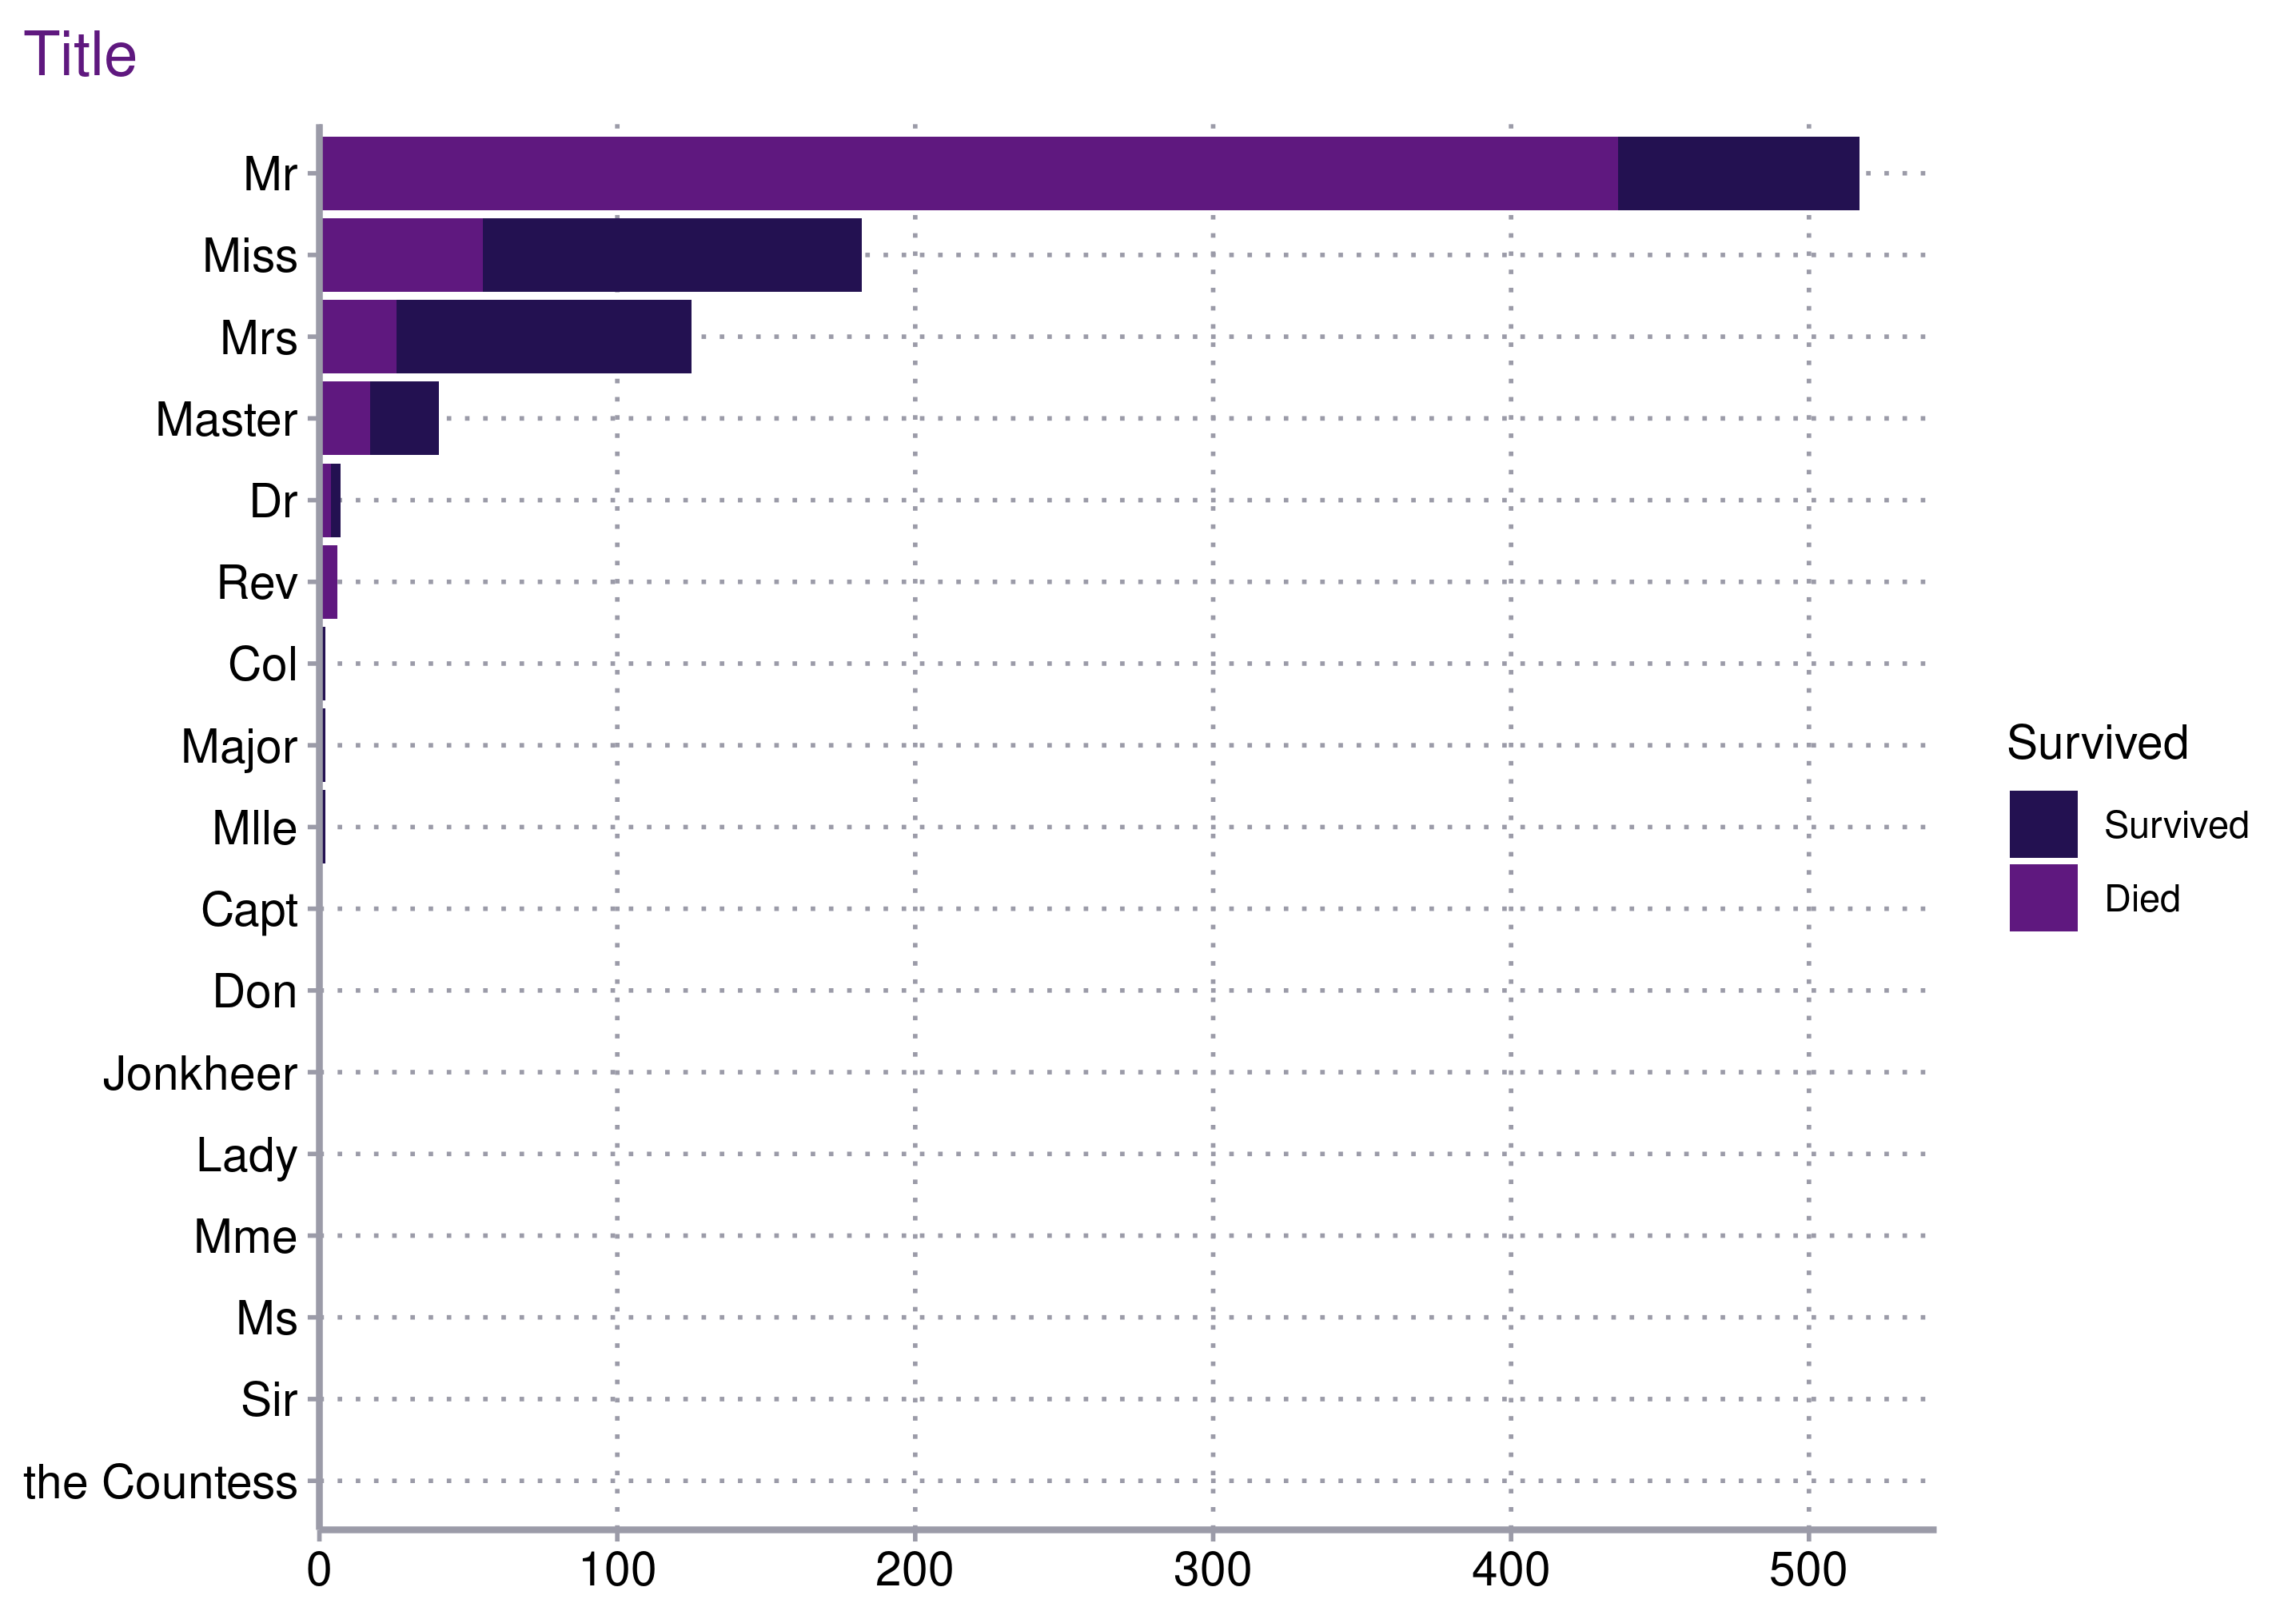 Title
Mr
Miss
Mrs
Master
Dr
Rev
Col
Major
Mlle
Capt
Don
Jonkheer
Lady
Mme
Ms
Sir
the Countess
0 100 200 300 400 500
Survived
Survived
Died